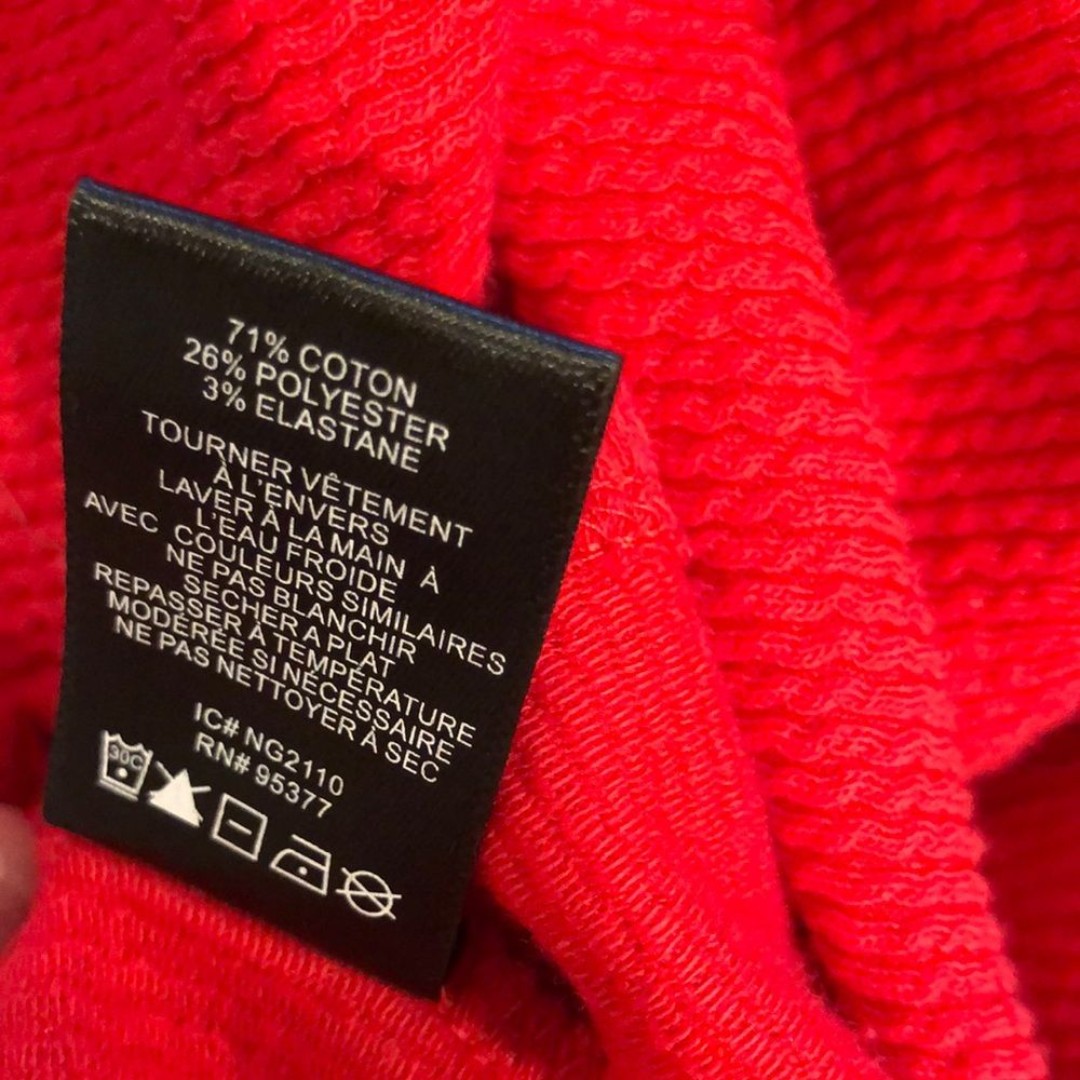 71% COTON
26% POLYESTER
3% ELASTANE
TOURNER VÊTEMENT
À L'ENVERS
LAVER À LA MAIN À
L'EAU FROIDE
AVEC COULEURS SIMILAIRES
NE PAS BLANCHIR
SÉCHER A PLAT
REPASSER À TEMPÉRATURE
MODÉRÉE SI NÉCESSAIRE
NE PAS NETTOYER À SEC
IC# NG2110
RN# 95377
30C